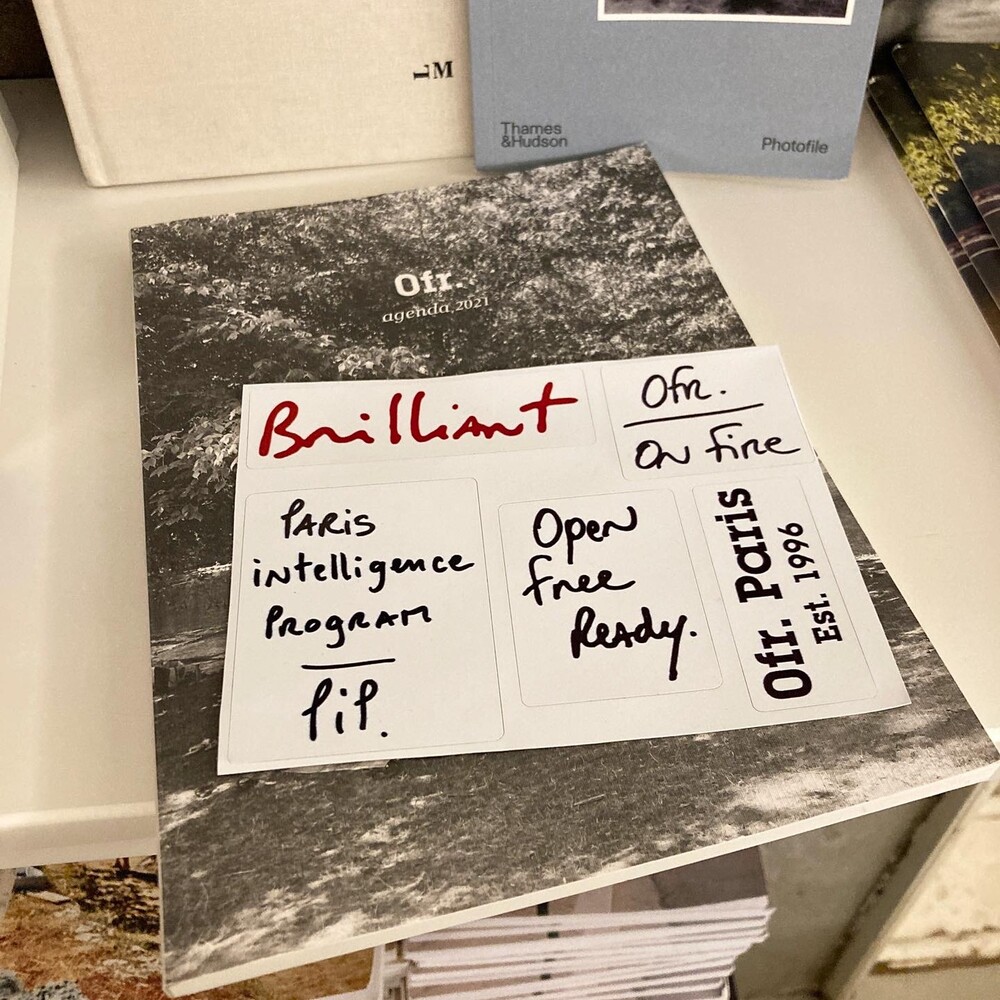 LM
Thames
&Hudson
Photofile
Ofr.
agenda 2021
Brilliant
Ofr.
On fire
PARis
intelligence
PROGRAM
PiP.
Open
free
Ready.
Ofr. Paris
Est. 1996